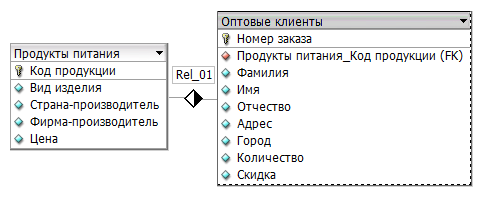 Продукты питания
Код продукции
Вид изделия
Страна-производитель
Фирма-производитель
Цена
Rel_01
Оптовые клиенты
Номер заказа
Продукты питания_Код продукции (FK)
Фамилия
Имя
Отчество
Адрес
Город
Количество
Скидка